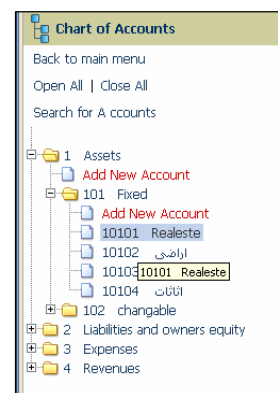 Chart of Accounts
Back to main menu
Open All | Close All
Search for A ccounts
1 Assets
Add New Account
101 Fixed
Add New Account
10101 Realeste
10102 اراضى
10103 10101 Realeste
10104 اثاثات
102 changable
2 Liabilities and owners equity
3 Expenses
4 Revenues